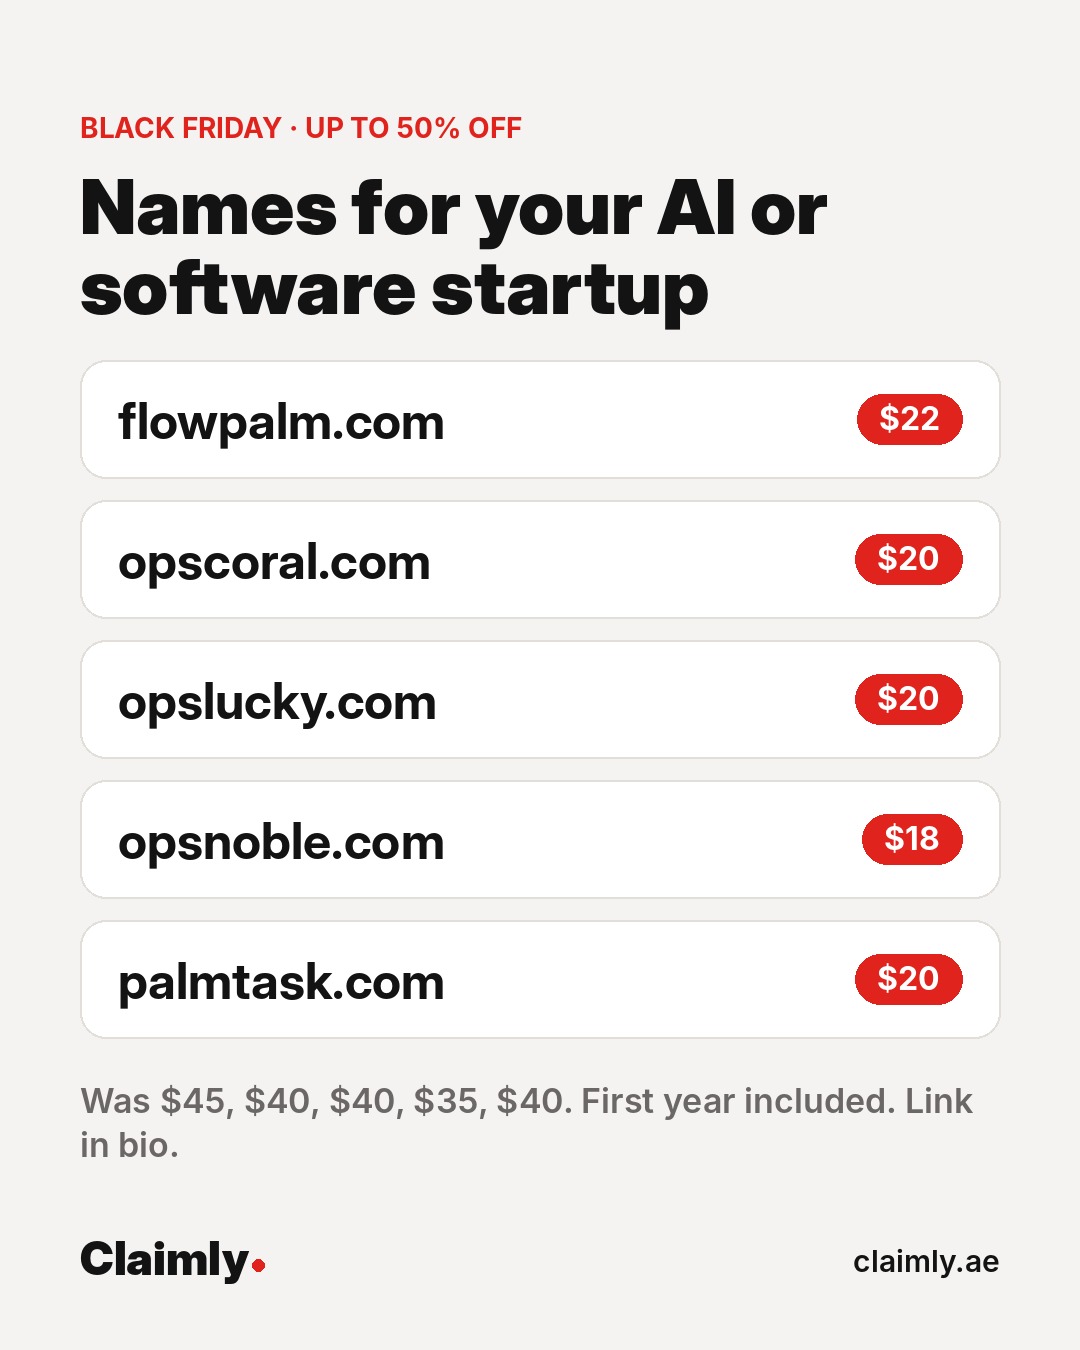 BLACK FRIDAY · UP TO 50% OFF
Names for your AI or
software startup
flowpalm.com
$22
opscoral.com
$20
opslucky.com
$20
opsnoble.com
$18
palmtask.com
$20
Was $45, $40, $40, $35, $40. First year included. Link
in bio.
Claimly.
claimly.ae